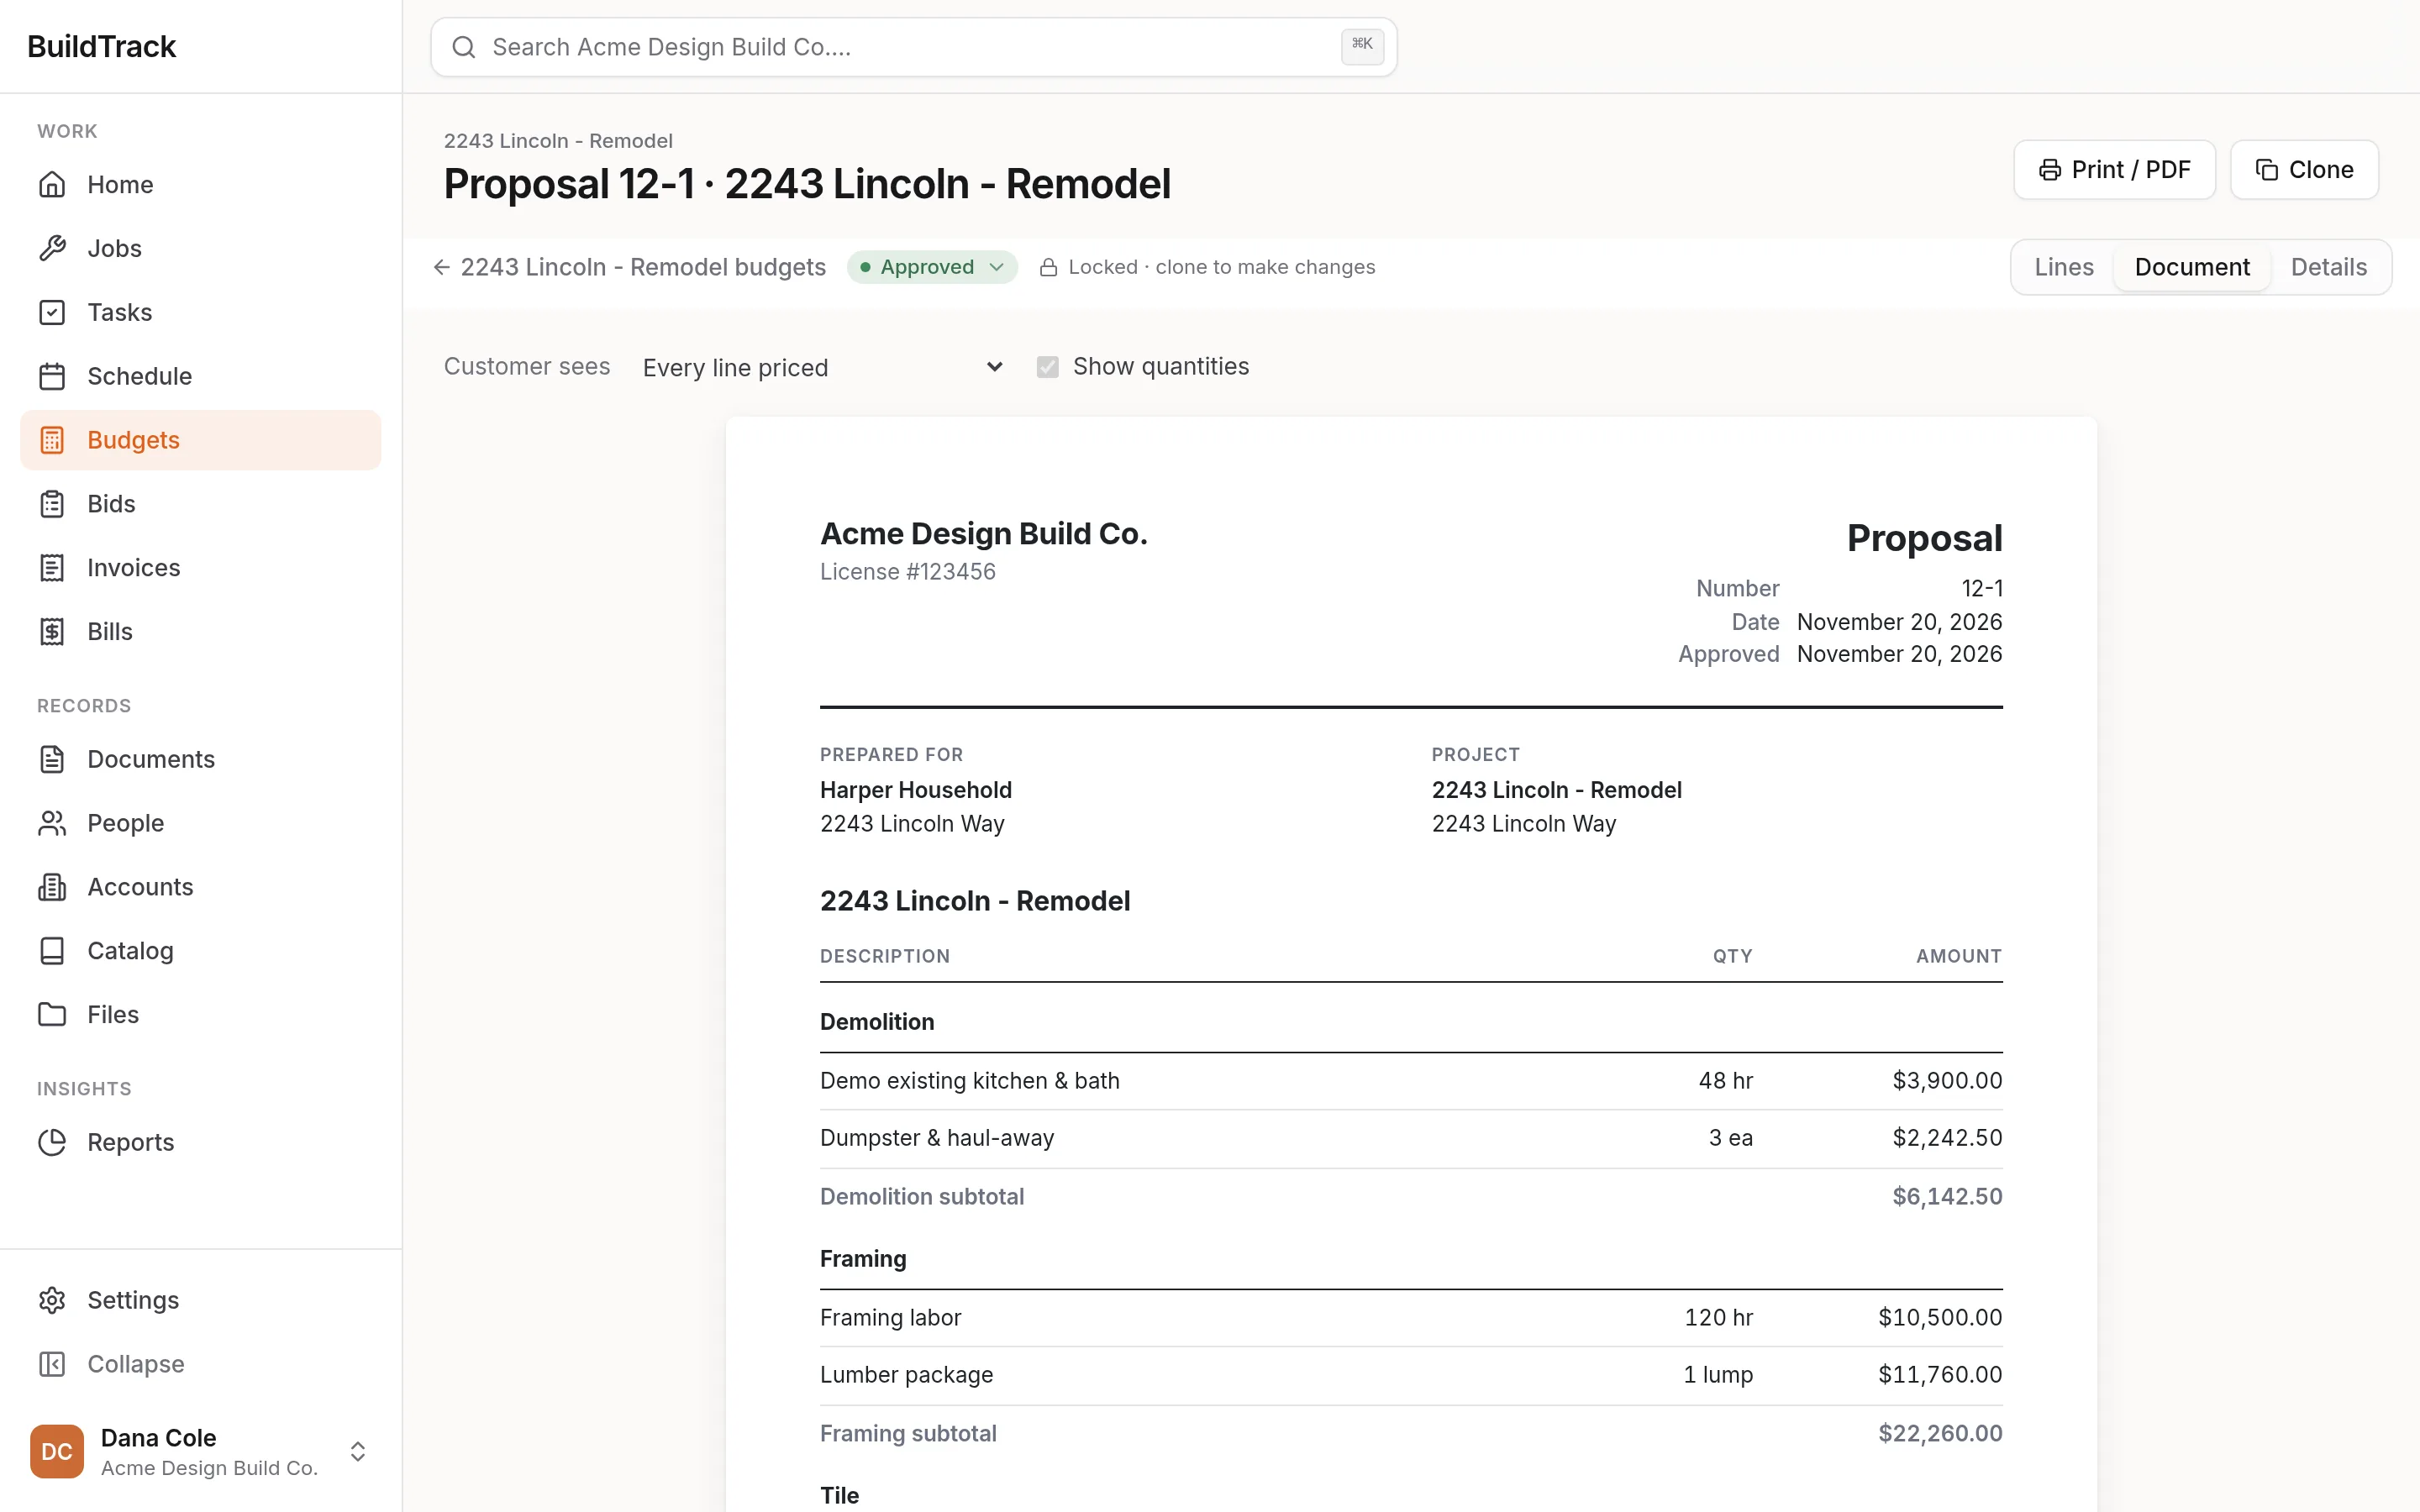 BuildTrack
Search Acme Design Build Co....
⌘K
WORK
Home
Jobs
Tasks
Schedule
Budgets
Bids
Invoices
Bills
RECORDS
Documents
People
Accounts
Catalog
Files
INSIGHTS
Reports
Settings
Collapse
DC
Dana Cole
Acme Design Build Co.
2243 Lincoln - Remodel
Proposal 12-1 · 2243 Lincoln - Remodel
Print / PDF
Clone
2243 Lincoln - Remodel budgets
Approved
Locked · clone to make changes
Lines
Document
Details
Customer sees
Every line priced
Show quantities
Acme Design Build Co.
License #123456
Proposal
Number 12-1
Date November 20, 2026
Approved November 20, 2026
PREPARED FOR
Harper Household
2243 Lincoln Way
PROJECT
2243 Lincoln - Remodel
2243 Lincoln Way
2243 Lincoln - Remodel
DESCRIPTION QTY AMOUNT
Demolition
Demo existing kitchen & bath 48 hr $3,900.00
Dumpster & haul-away 3 ea $2,242.50
Demolition subtotal $6,142.50
Framing
Framing labor 120 hr $10,500.00
Lumber package 1 lump $11,760.00
Framing subtotal $22,260.00
Tile